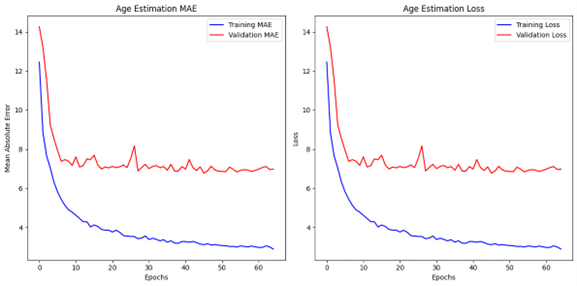 Age Estimation MAE
Training MAE
Validation MAE
14
12
10
8
6
4
Mean Absolute Error
0
10
20
30
40
50
60
Epochs
Age Estimation Loss
Training Loss
Validation Loss
14
12
10
8
6
4
Loss
0
10
20
30
40
50
60
Epochs